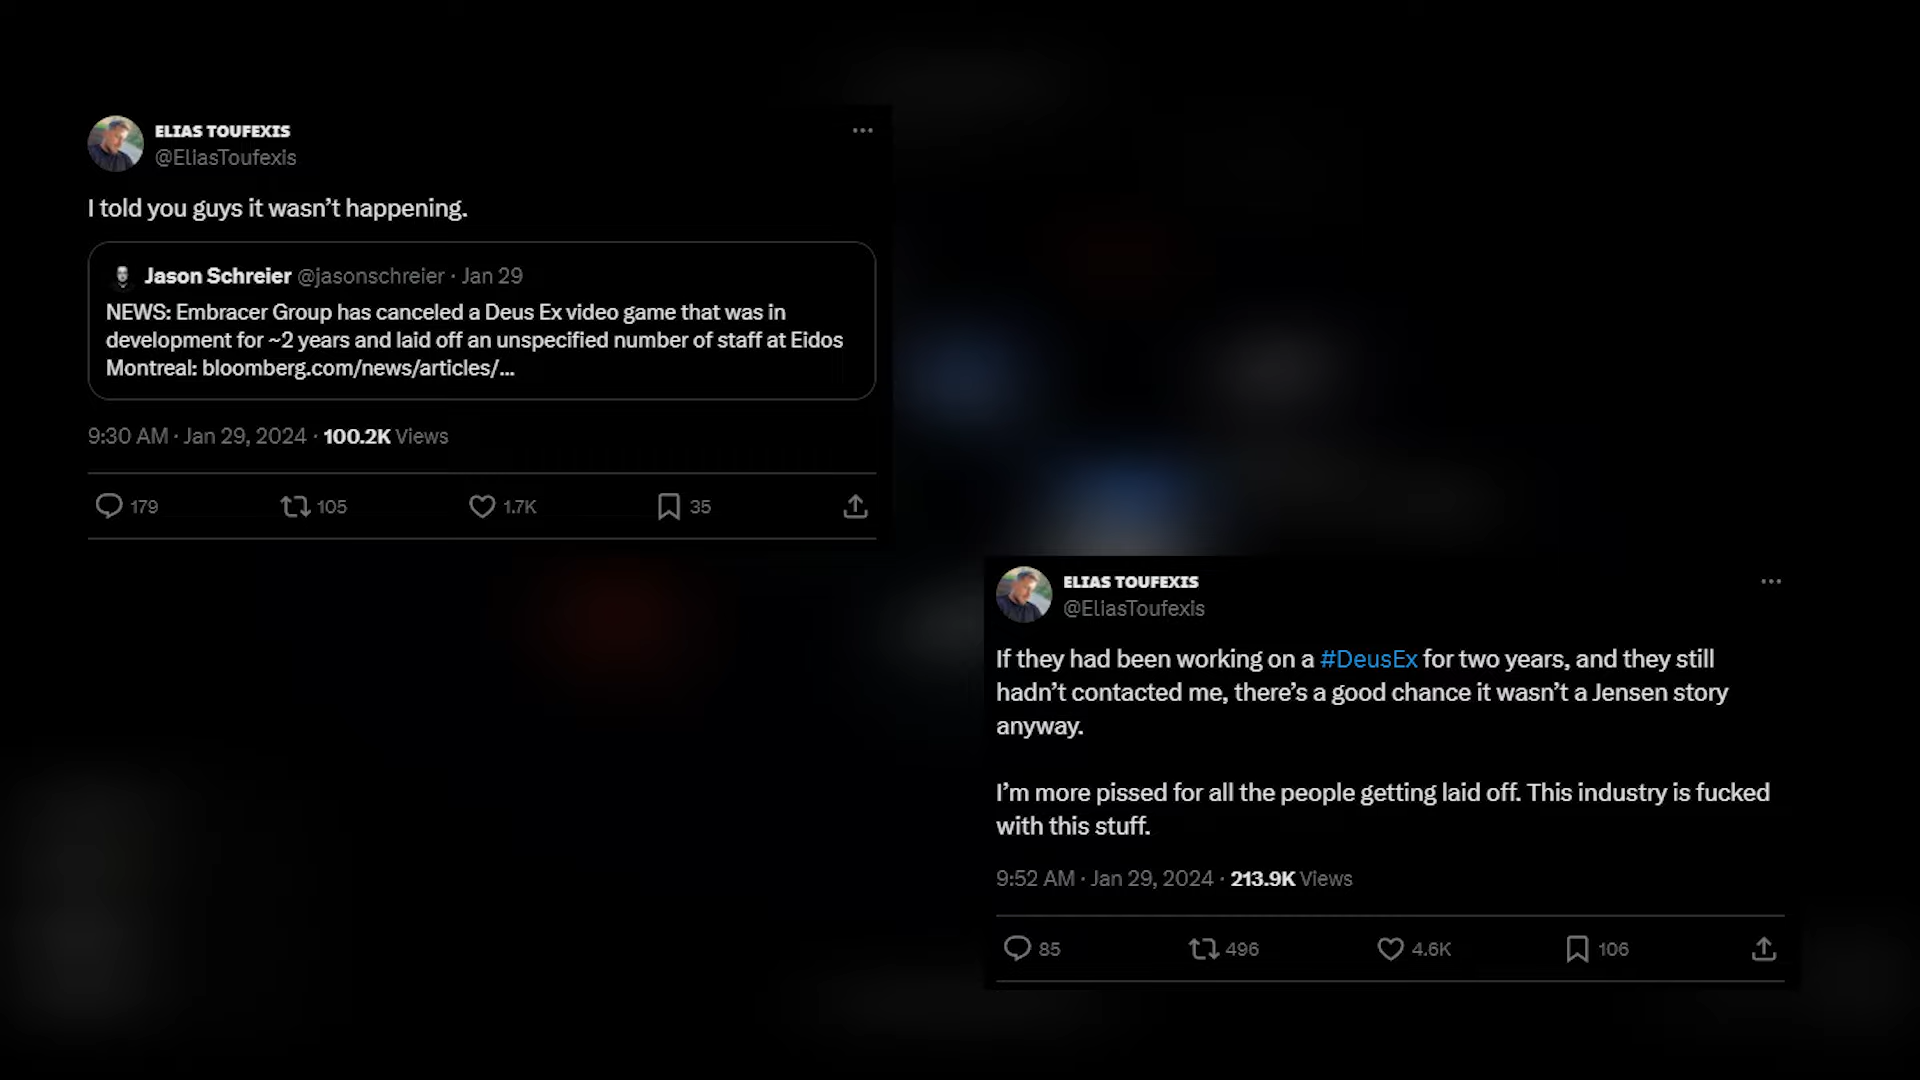 ELIAS TOUFEXIS
@EliasToufexis
I told you guys it wasn’t happening.
Jason Schreier @jasonschreier · Jan 29
NEWS: Embracer Group has canceled a Deus Ex video game that was in
development for ~2 years and laid off an unspecified number of staff at Eidos
Montreal: bloomberg.com/news/articles/...
9:30 AM · Jan 29, 2024 · 100.2K Views
179 105 1.7K 35
ELIAS TOUFEXIS
@EliasToufexis
If they had been working on a #DeusEx for two years, and they still
hadn’t contacted me, there’s a good chance it wasn’t a Jensen story
anyway.
I’m more pissed for all the people getting laid off. This industry is fucked
with this stuff.
9:52 AM · Jan 29, 2024 · 213.9K Views
85 496 4.6K 106